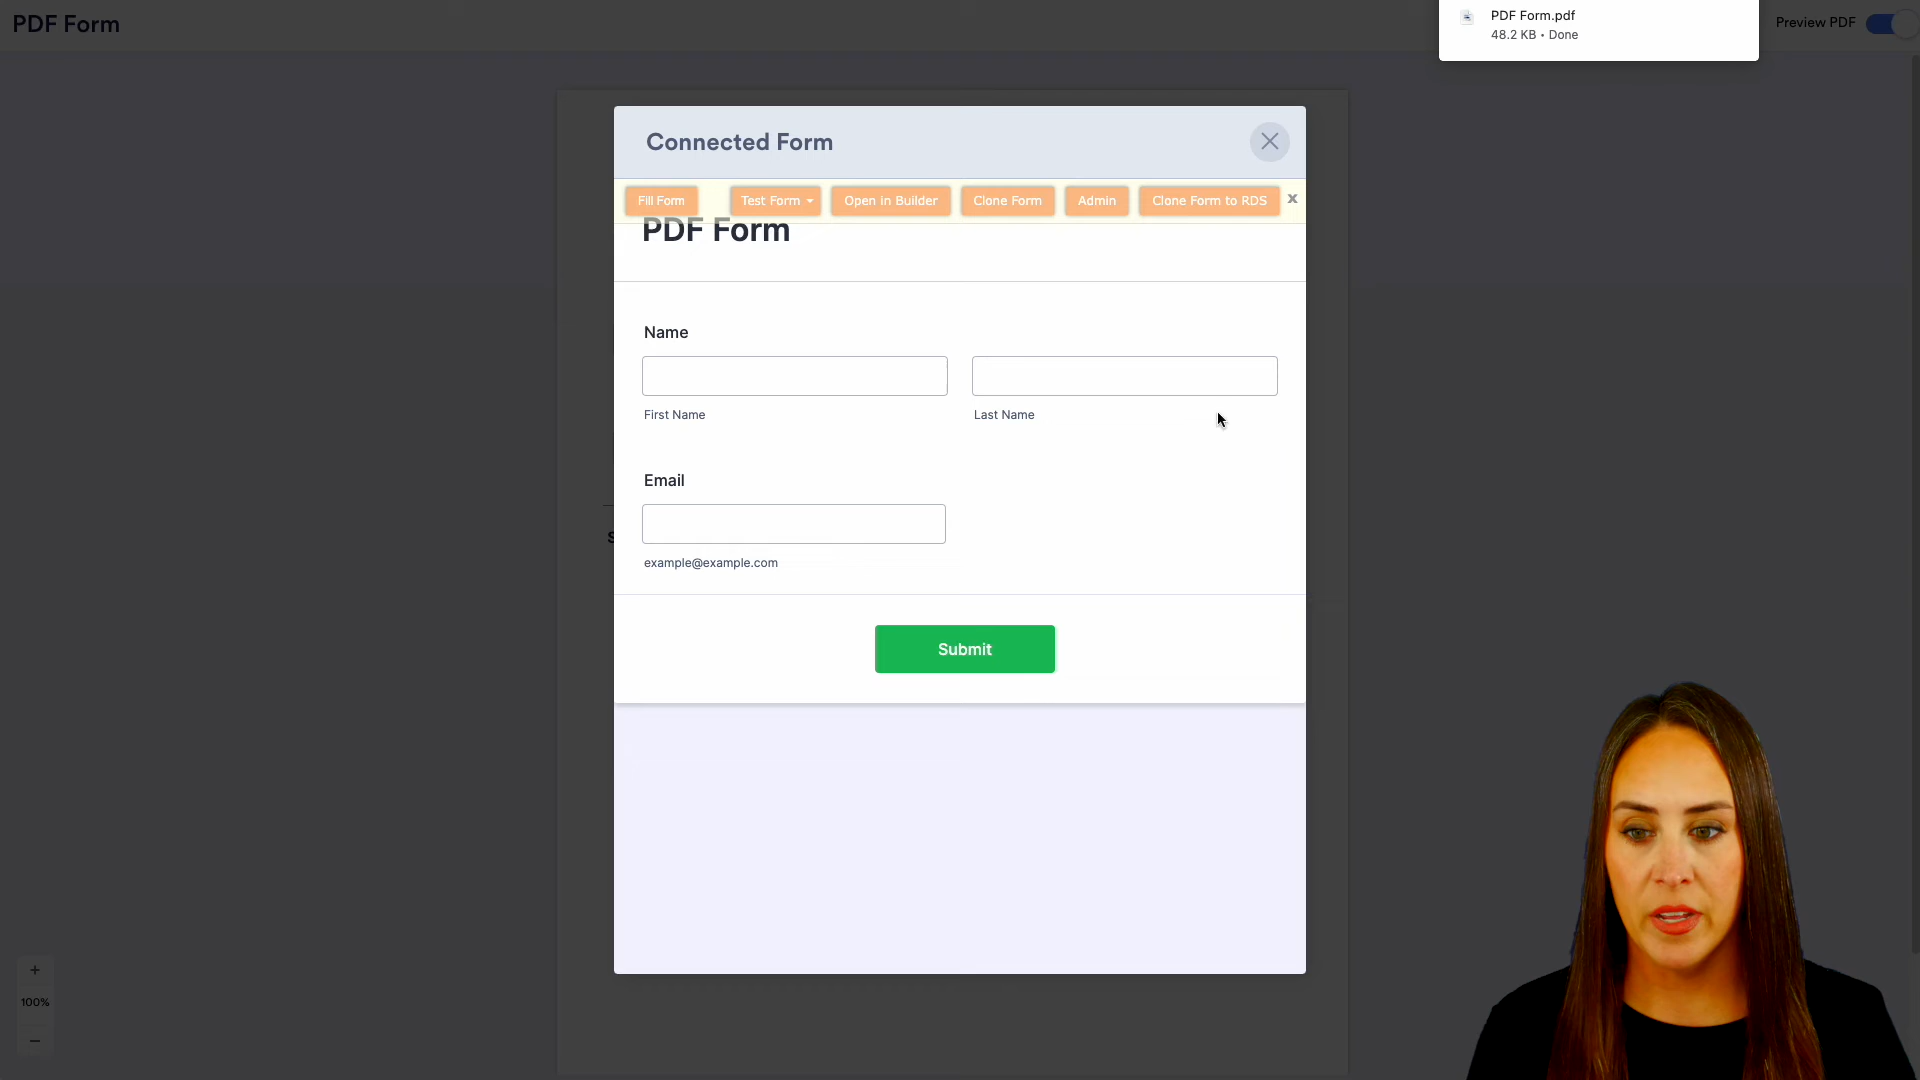 PDF Form
PDF Form.pdf
48.2 KB • Done
Preview PDF
Connected Form
Fill Form
Test Form
Open in Builder
Clone Form
Admin
Clone Form to RDS
x
PDF Form
Name
First Name
Last Name
Email
example@example.com
S
Submit
+
100%
−